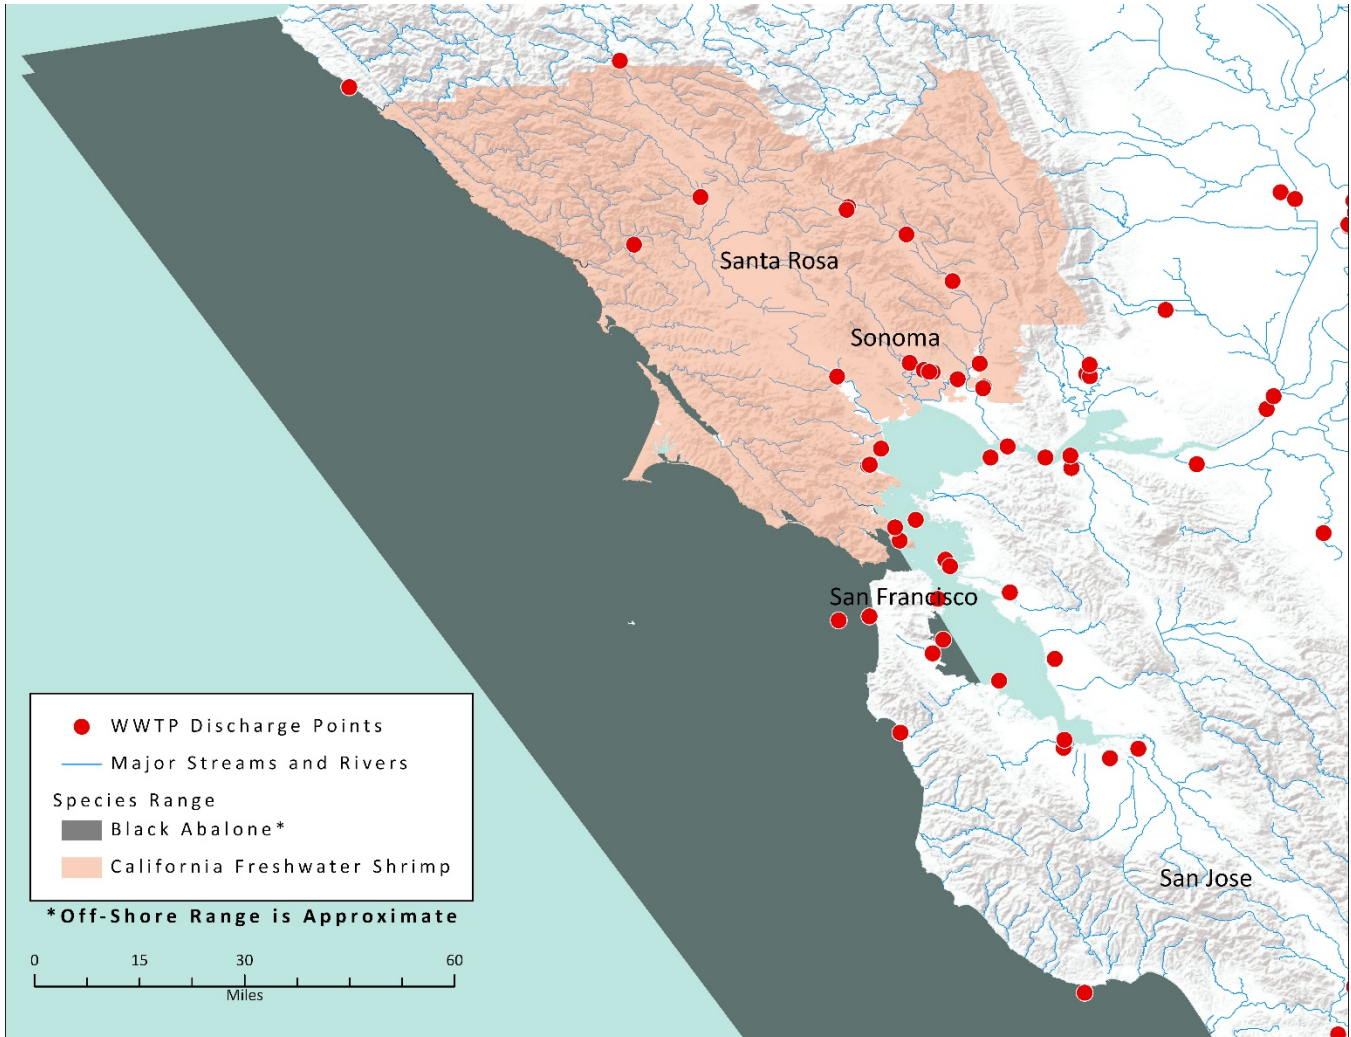 Santa Rosa
Sonoma
San Francisco
San Jose
WWTP Discharge Points
Major Streams and Rivers
Species Range
Black Abalone*
California Freshwater Shrimp
*Off-Shore Range is Approximate
0 15 30 60
Miles